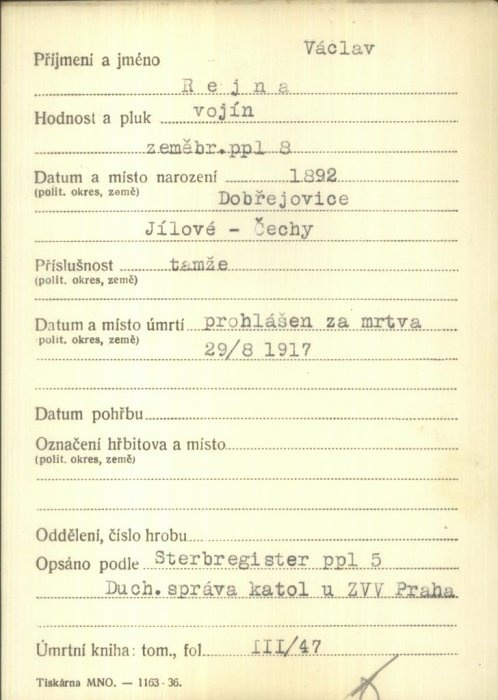 Václav
Příjmení a jméno
Rejna
Hodnost a pluk vojín
zeměbr.ppl 8
Datum a místo narození 1892
(polit. okres, země) Dobřejovice
Jílové - Čechy
Příslušnost tamže
(polit. okres, země)
Datum a místo úmrtí prohlášen za mrtva
polit. okres, země) 29/8 1917
Datum pohřbu
Označení hřbitova a místo
(polit. okres, země)
Oddělení, číslo hrobu
Opsáno podle Sterbregister ppl 5
Duch.správa katol u ZVV Praha
Úmrtní kniha: tom., fol. III/47
Tiskárna MNO. — 1163-36.